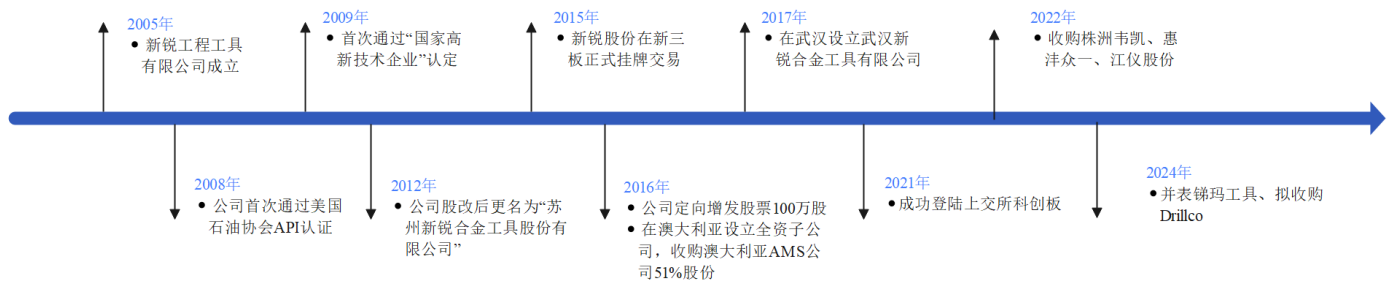 2005年
● 新锐工程工具
有限公司成立
2009年
● 首次通过“国家高
新技术企业”认定
2015年
● 新锐股份在新三
板正式挂牌交易
2017年
● 在武汉设立武汉新
锐合金工具有限公司
2022年
● 收购株洲韦凯、惠
沣众一、江仪股份
2008年
● 公司首次通过美国
石油协会API认证
2012年
● 公司股改后更名为“苏
州新锐合金工具股份有
限公司”
2016年
● 公司定向增发股票100万股
● 在澳大利亚设立全资子公
司，收购澳大利亚AMS公
司51%股份
2021年
● 成功登陆上交所科创板
2024年
● 并表锑玛工具、拟收购
Drillco